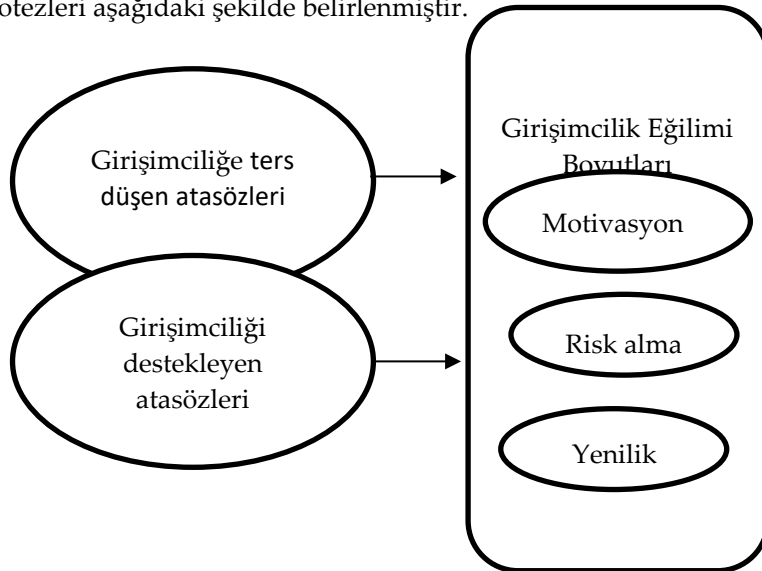 otezleri aşağıdaki şekilde belirlenmiştir.
Girişimciliğe ters
düşen atasözleri
Girişimciliği
destekleyen
atasözleri
Girişimcilik Eğilimi
Boyutları
Motivasyon
Risk alma
Yenilik